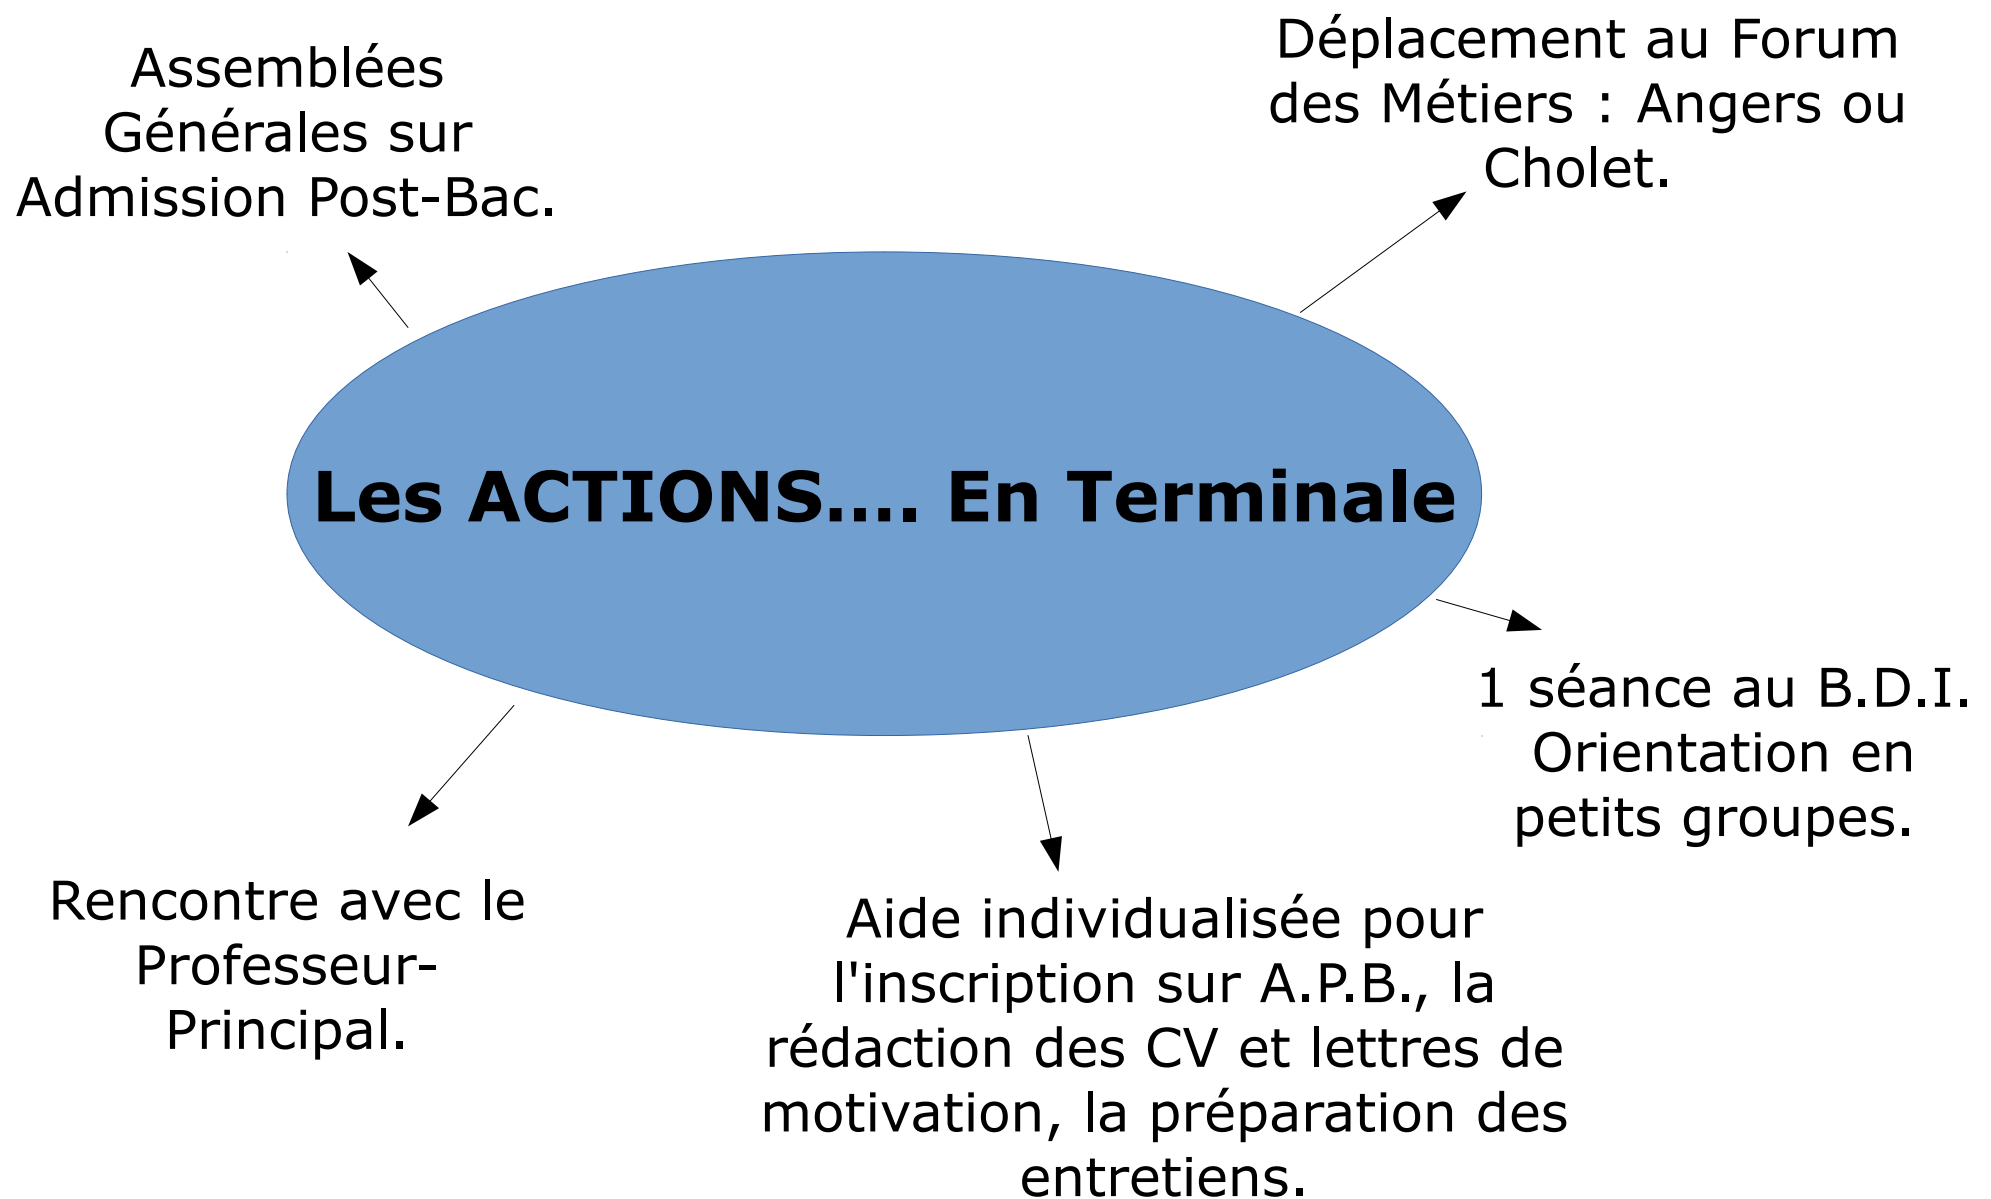 Assemblées
Générales sur
Admission Post-Bac.
Déplacement au Forum
des Métiers : Angers ou
Cholet.
Les ACTIONS.... En Terminale
1 séance au B.D.I.
Orientation en
petits groupes.
Rencontre avec le
Professeur-
Principal.
Aide individualisée pour
l'inscription sur A.P.B., la
rédaction des CV et lettres de
motivation, la préparation des
entretiens.